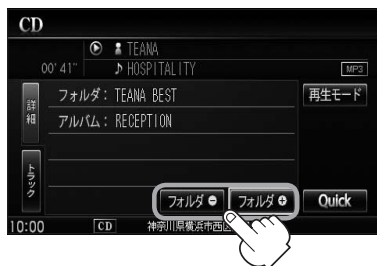 CD
TEANA
00'41" ♪ HOSPITALITY MP3
詳細 フォルダ：TEANA BEST 再生モード
アルバム：RECEPTION
トラック
フォルダ－ フォルダ＋ Quick
10:00 CD 神奈川県横浜市西区